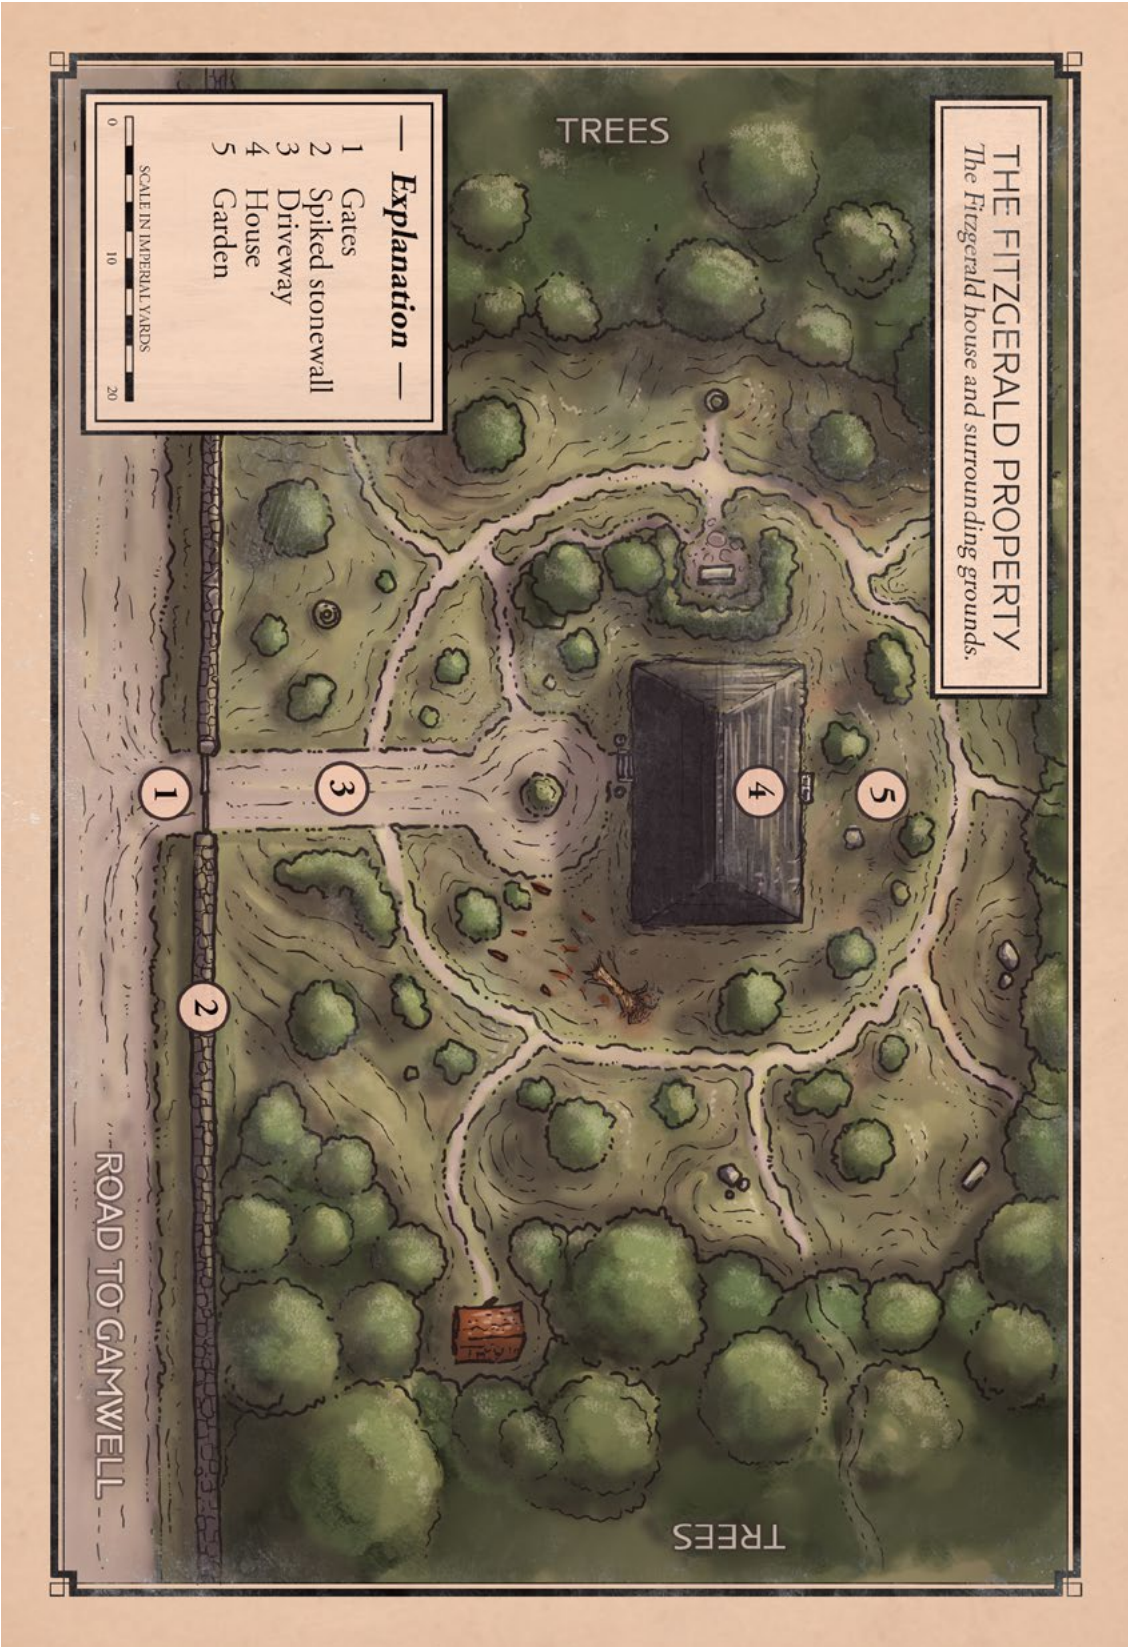 THE FITZGERALD PROPERTY
The Fitzgerald house and surrounding grounds.
TREES
TREES
— Explanation —
1 Gates
2 Spiked stonewall
3 Driveway
4 House
5 Garden
SCALE IN IMPERIAL YARDS
0 10 20
5
4
3
1
2
ROAD TO GAMWELL